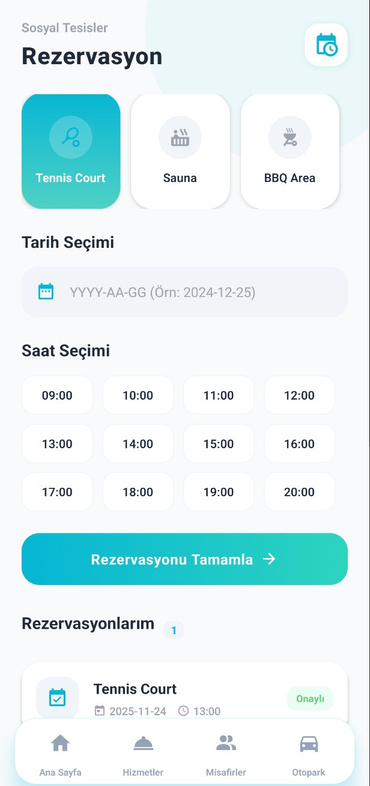 Sosyal Tesisler
Rezervasyon
Tennis Court
Sauna
BBQ Area
Tarih Seçimi
YYYY-AA-GG (Örn: 2024-12-25)
Saat Seçimi
09:00 10:00 11:00 12:00
13:00 14:00 15:00 16:00
17:00 18:00 19:00 20:00
Rezervasyonu Tamamla →
Rezervasyonlarım 1
Tennis Court
2025-11-24 13:00
Onaylı
Ana Sayfa
Hizmetler
Misafirler
Otopark